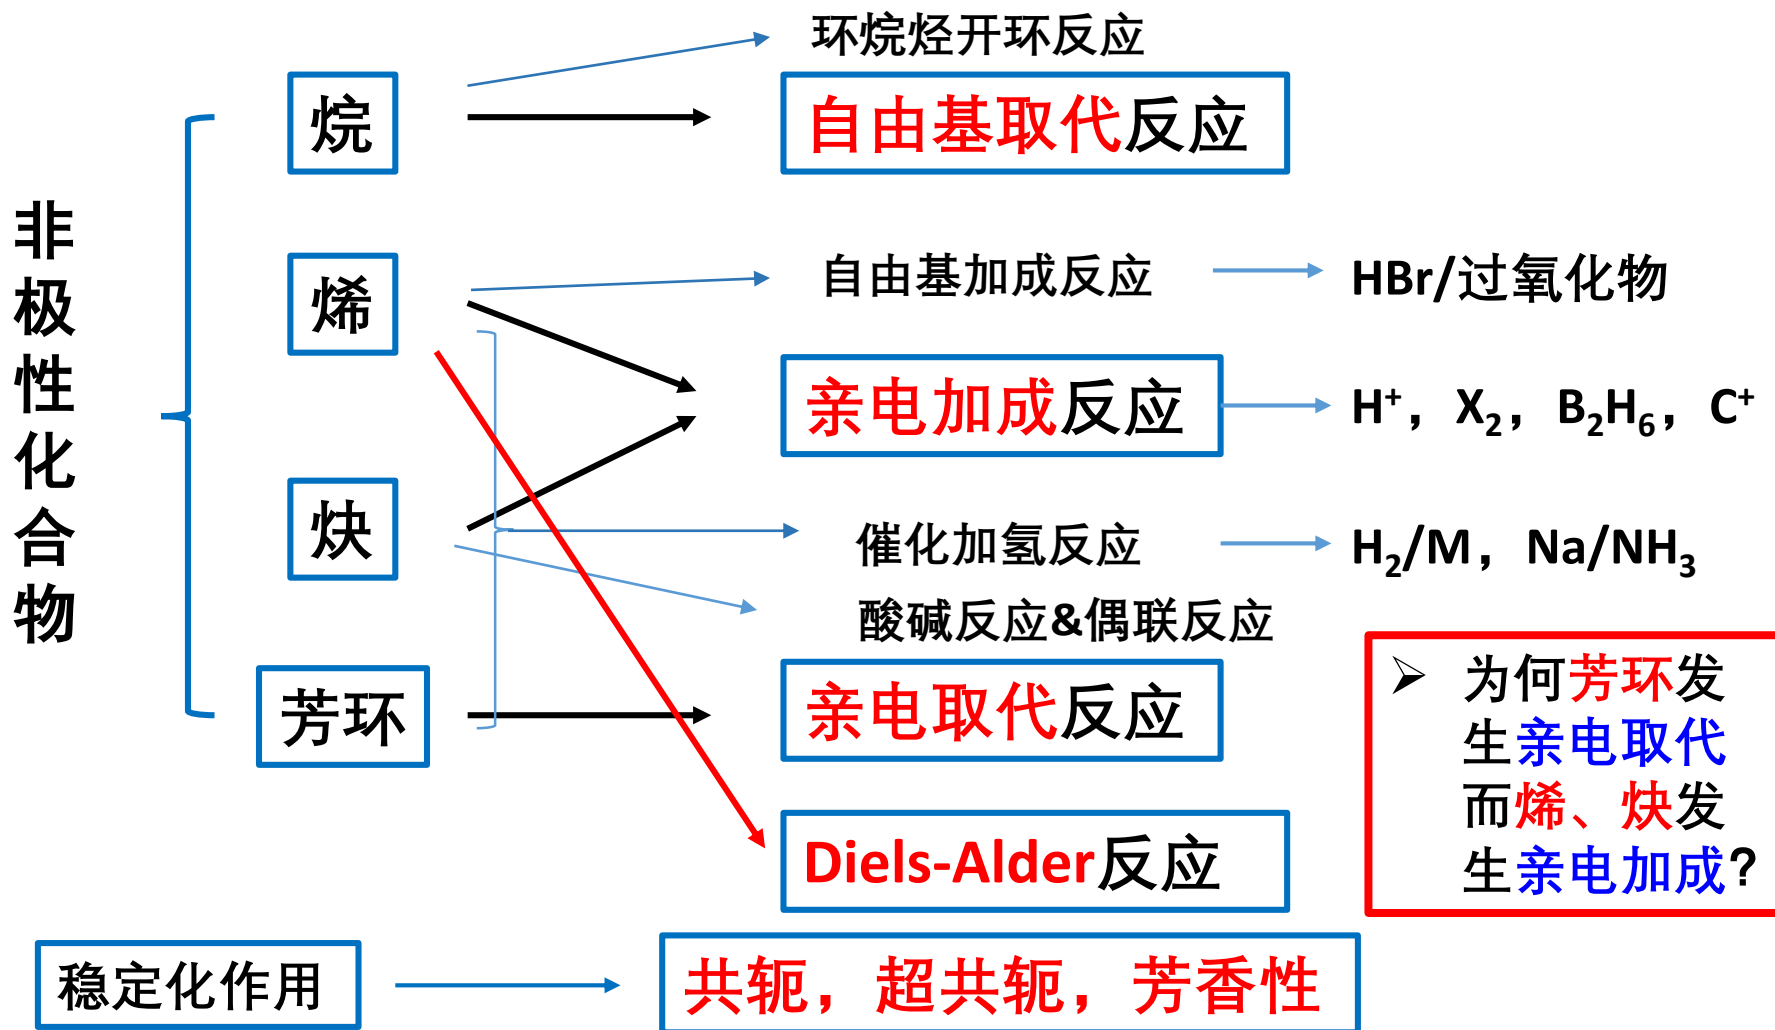 非极性化合物
环烷烃开环反应
烷
自由基取代反应
烯
自由基加成反应
HBr/过氧化物
亲电加成反应
H⁺，X₂，B₂H₆，C⁺
炔
催化加氢反应
H₂/M，Na/NH₃
酸碱反应&偶联反应
芳环
亲电取代反应
➢ 为何芳环发
生亲电取代
而烯、炔发
生亲电加成?
Diels-Alder反应
稳定化作用
共轭，超共轭，芳香性